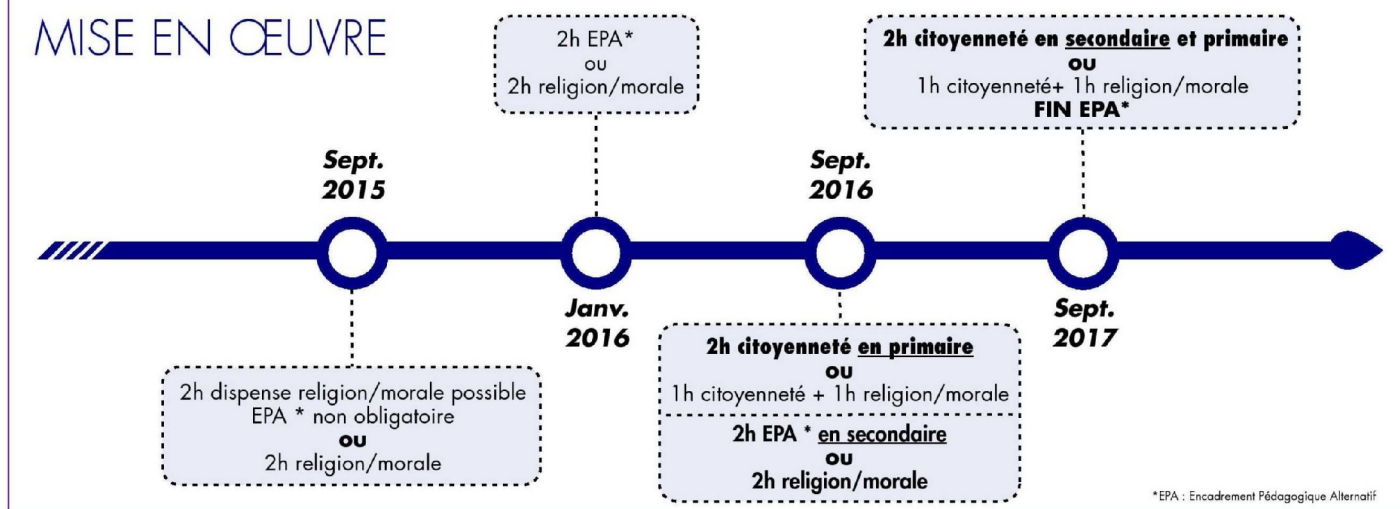 MISE EN ŒUVRE
Sept.
2015
2h dispense religion/morale possible
EPA * non obligatoire
ou
2h religion/morale
2h EPA*
ou
2h religion/morale
Janv.
2016
Sept.
2016
2h citoyenneté en primaire
ou
1h citoyenneté + 1h religion/morale
2h EPA * en secondaire
ou
2h religion/morale
2h citoyenneté en secondaire et primaire
ou
1h citoyenneté+ 1h religion/morale
FIN EPA*
Sept.
2017
*EPA : Encadrement Pédagogique Alternatif